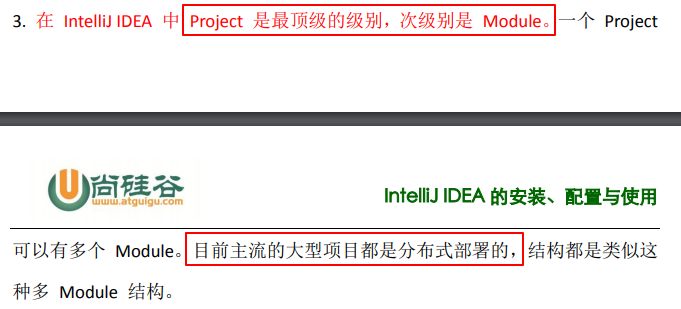 3. 在 IntelliJ IDEA 中 Project 是最顶级的级别，次级别是 Module。一个 Project
尚硅谷
www.atguigu.com
IntelliJ IDEA 的安装、配置与使用
可以有多个 Module。目前主流的大型项目都是分布式部署的，结构都是类似这
种多 Module 结构。